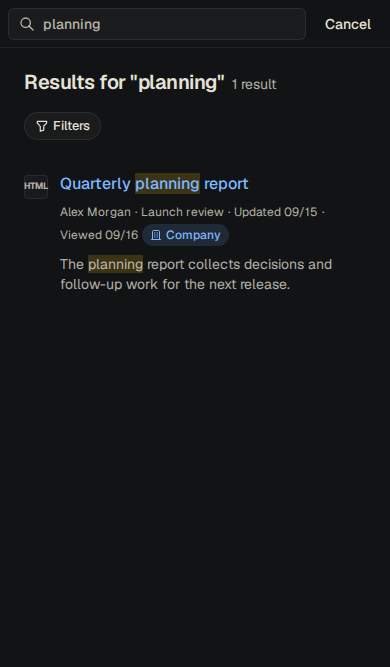 planning Cancel
Results for "planning" 1 result
Filters
HTML Quarterly planning report
Alex Morgan · Launch review · Updated 09/15 ·
Viewed 09/16 Company
The planning report collects decisions and
follow-up work for the next release.